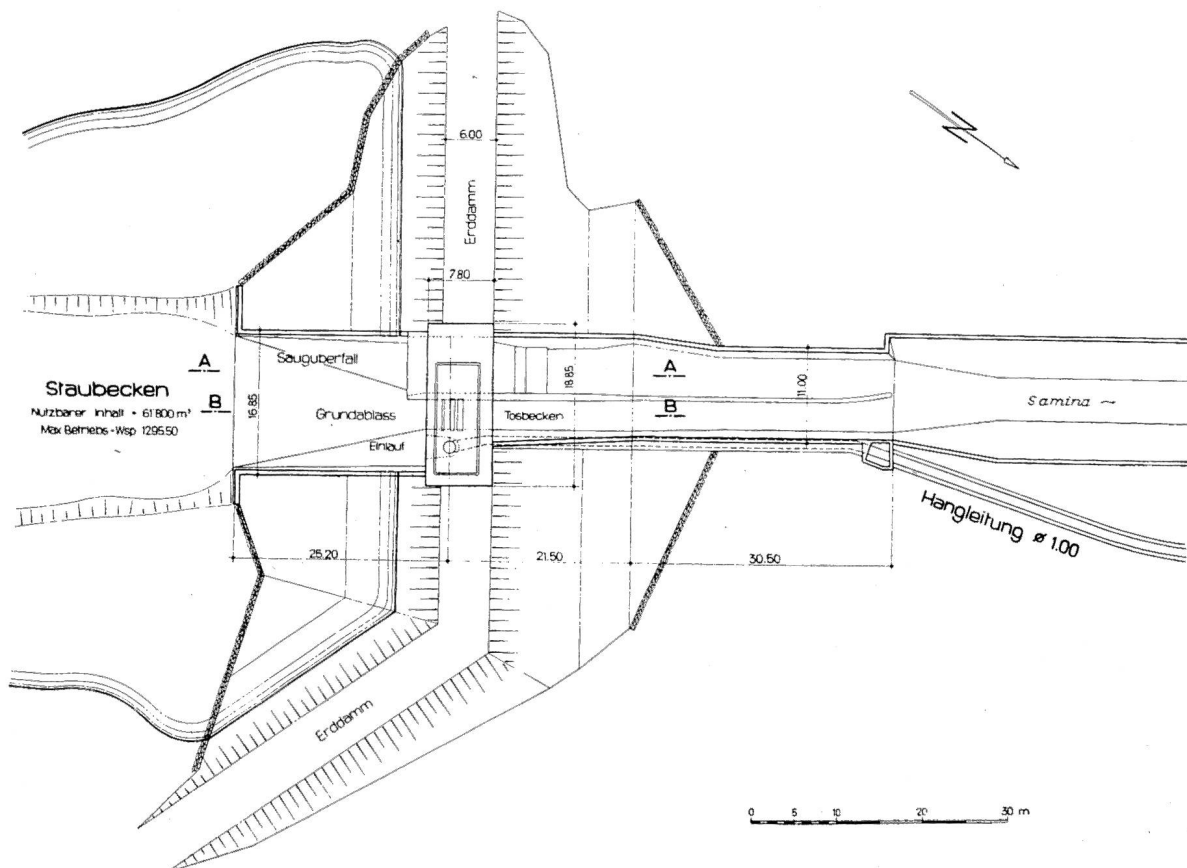 N
6.00
Erddamm
7.80
A
Saugüberfall
A
Staubecken
Nutzbarer Inhalt = 61800 m³
Max Betriebs-Wsp 1295.50
B
16.85
18.85
11.00
Grundablass
Tosbecken
B
Samina
Einlauf
Hangleitung ø 1.00
25.20
21.50
30.50
Erddamm
0 5 10 20 30 m